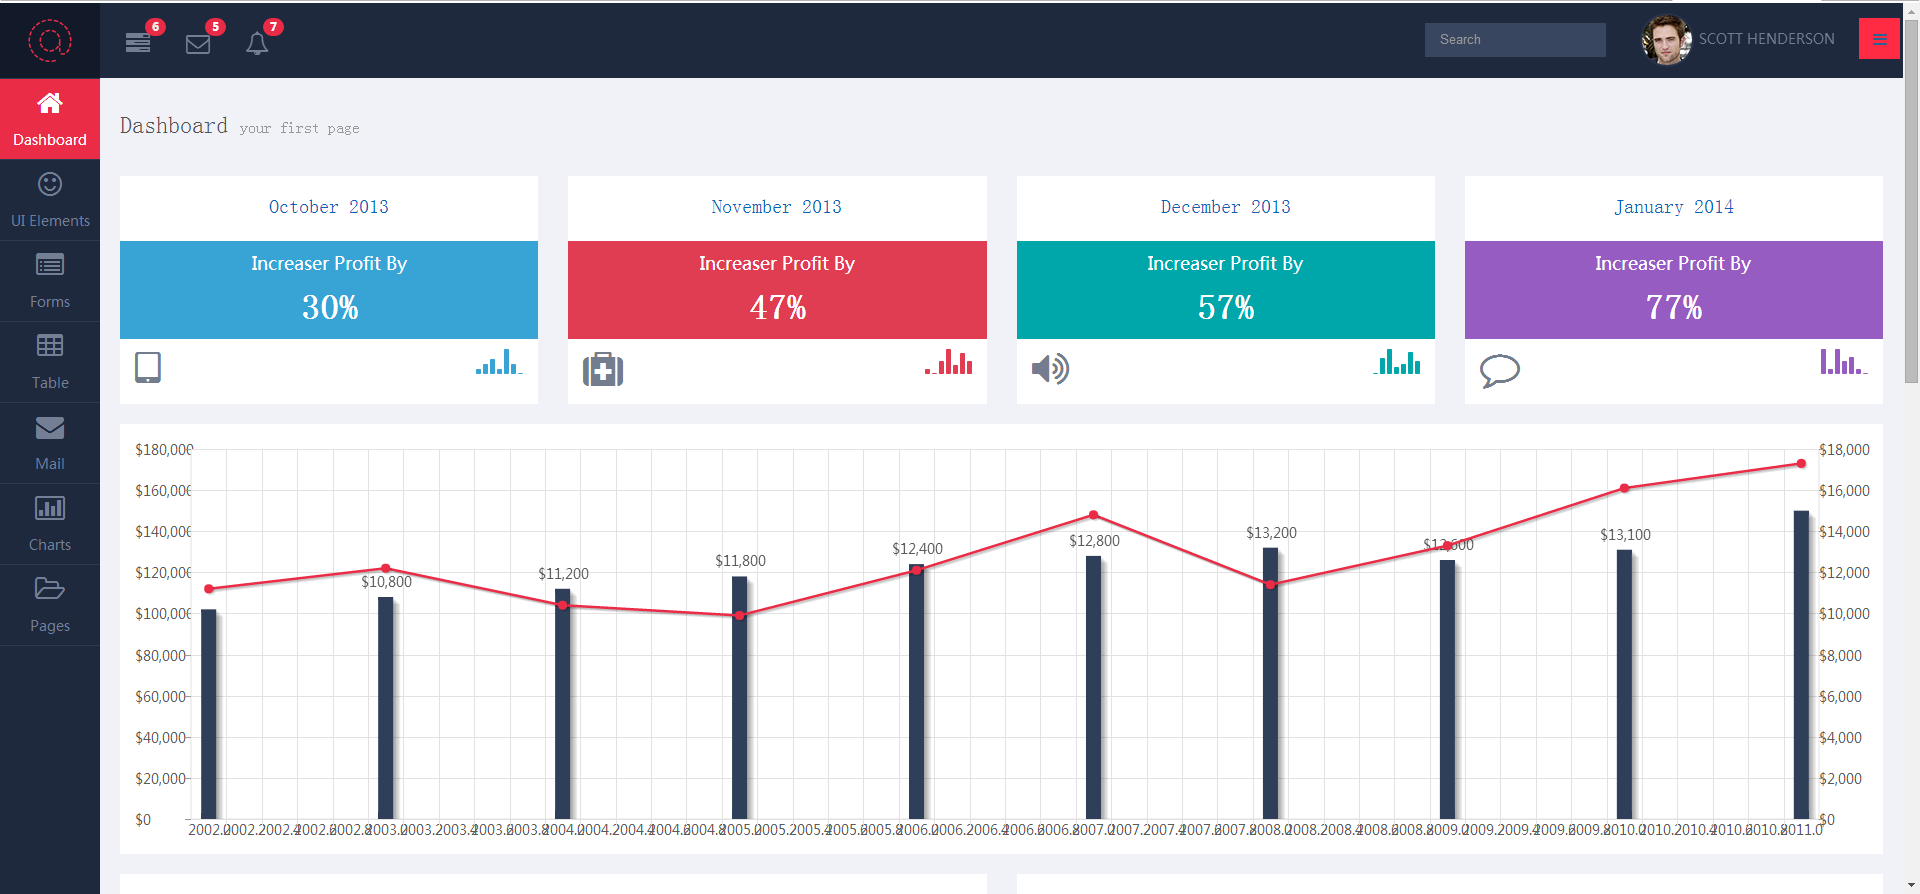 6 5 7
Search
SCOTT HENDERSON
Dashboard
UI Elements
Forms
Table
Mail
Charts
Pages
Dashboard your first page
October 2013
Increaser Profit By
30%
November 2013
Increaser Profit By
47%
December 2013
Increaser Profit By
57%
January 2014
Increaser Profit By
77%
$180,000
$160,000
$140,000
$120,000
$100,000
$80,000
$60,000
$40,000
$20,000
$0
$10,800
$11,200
$11,800
$12,400
$12,800
$13,200
$12,600
$13,100
$18,000
$16,000
$14,000
$12,000
$10,000
$8,000
$6,000
$4,000
$2,000
$0
2002.0 2002.2 2002.4 2002.6 2002.8 2003.0 2003.2 2003.4 2003.6 2003.8 2004.0 2004.2 2004.4 2004.6 2004.8 2005.0 2005.2 2005.4 2005.6 2005.8 2006.0 2006.2 2006.4 2006.6 2006.8 2007.0 2007.2 2007.4 2007.6 2007.8 2008.0 2008.2 2008.4 2008.6 2008.8 2009.0 2009.2 2009.4 2009.6 2009.8 2010.0 2010.2 2010.4 2010.6 2010.8 2011.0